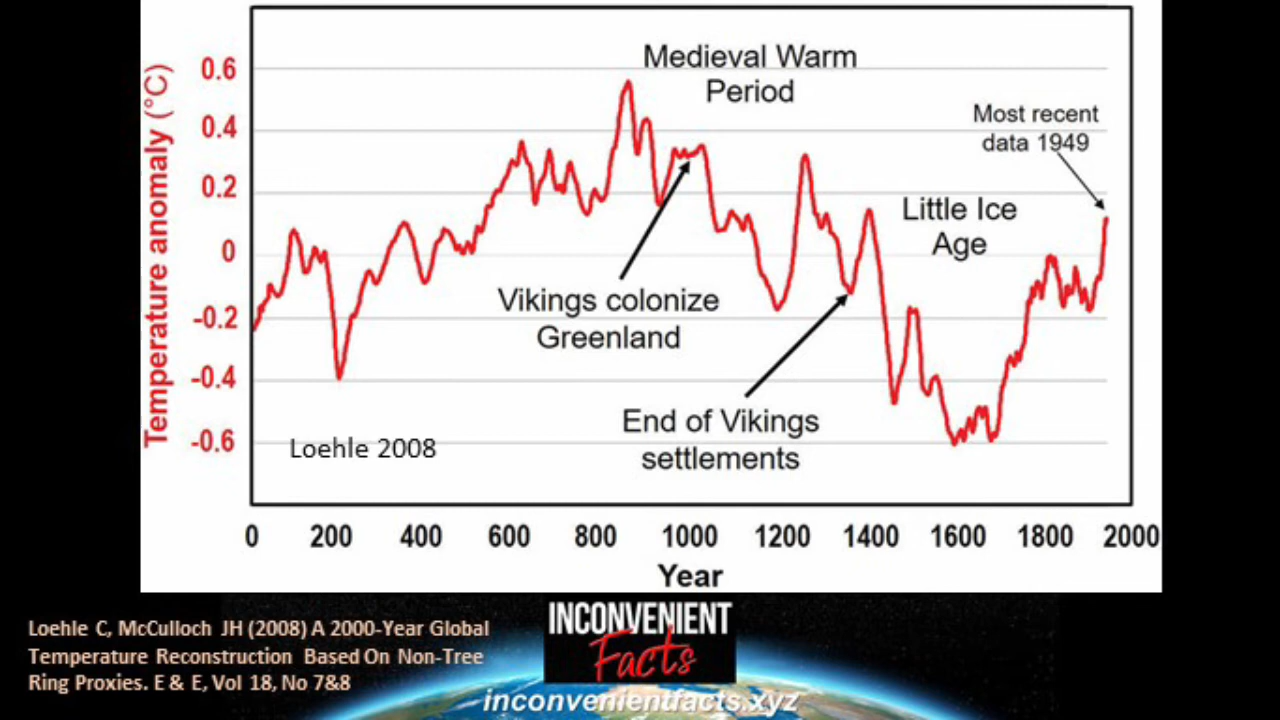 Medieval Warm
Period
Most recent
data 1949
Little Ice
Age
Vikings colonize
Greenland
End of Vikings
settlements
Loehle 2008
Temperature anomaly (°C)
0.6
0.4
0.2
0
-0.2
-0.4
-0.6
0 200 400 600 800 1000 1200 1400 1600 1800 2000
Year
Loehle C, McCulloch JH (2008) A 2000-Year Global
Temperature Reconstruction Based On Non-Tree
Ring Proxies. E & E, Vol 18, No 7&8
INCONVENIENT
Facts
inconvenientfacts.xyz